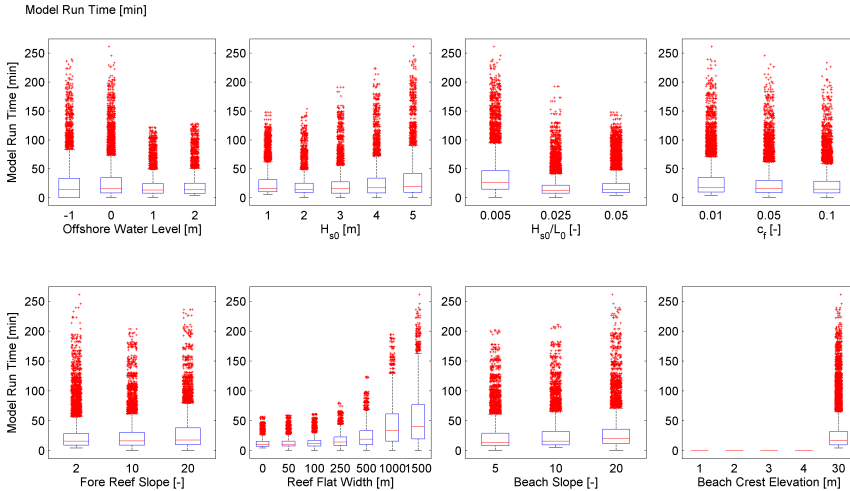 Model Run Time [min]
Model Run Time [min]
250
200
150
100
50
0
-1 0 1 2
Offshore Water Level [m]
250
200
150
100
50
0
1 2 3 4 5
Hs0 [m]
250
200
150
100
50
0
0.005 0.025 0.05
Hs0/L0 [-]
250
200
150
100
50
0
0.01 0.05 0.1
cf [-]
Model Run Time [min]
250
200
150
100
50
0
2 10 20
Fore Reef Slope [-]
250
200
150
100
50
0
0 50 100 250 500 1000 1500
Reef Flat Width [m]
250
200
150
100
50
0
5 10 20
Beach Slope [-]
250
200
150
100
50
0
1 2 3 4 30
Beach Crest Elevation [m]